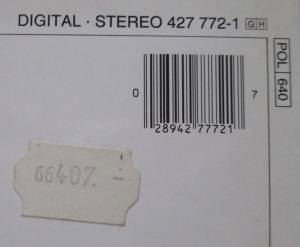 DIGITAL · STEREO 427 772-1 GH
POL 640
0 28942 77721 7
66407.-